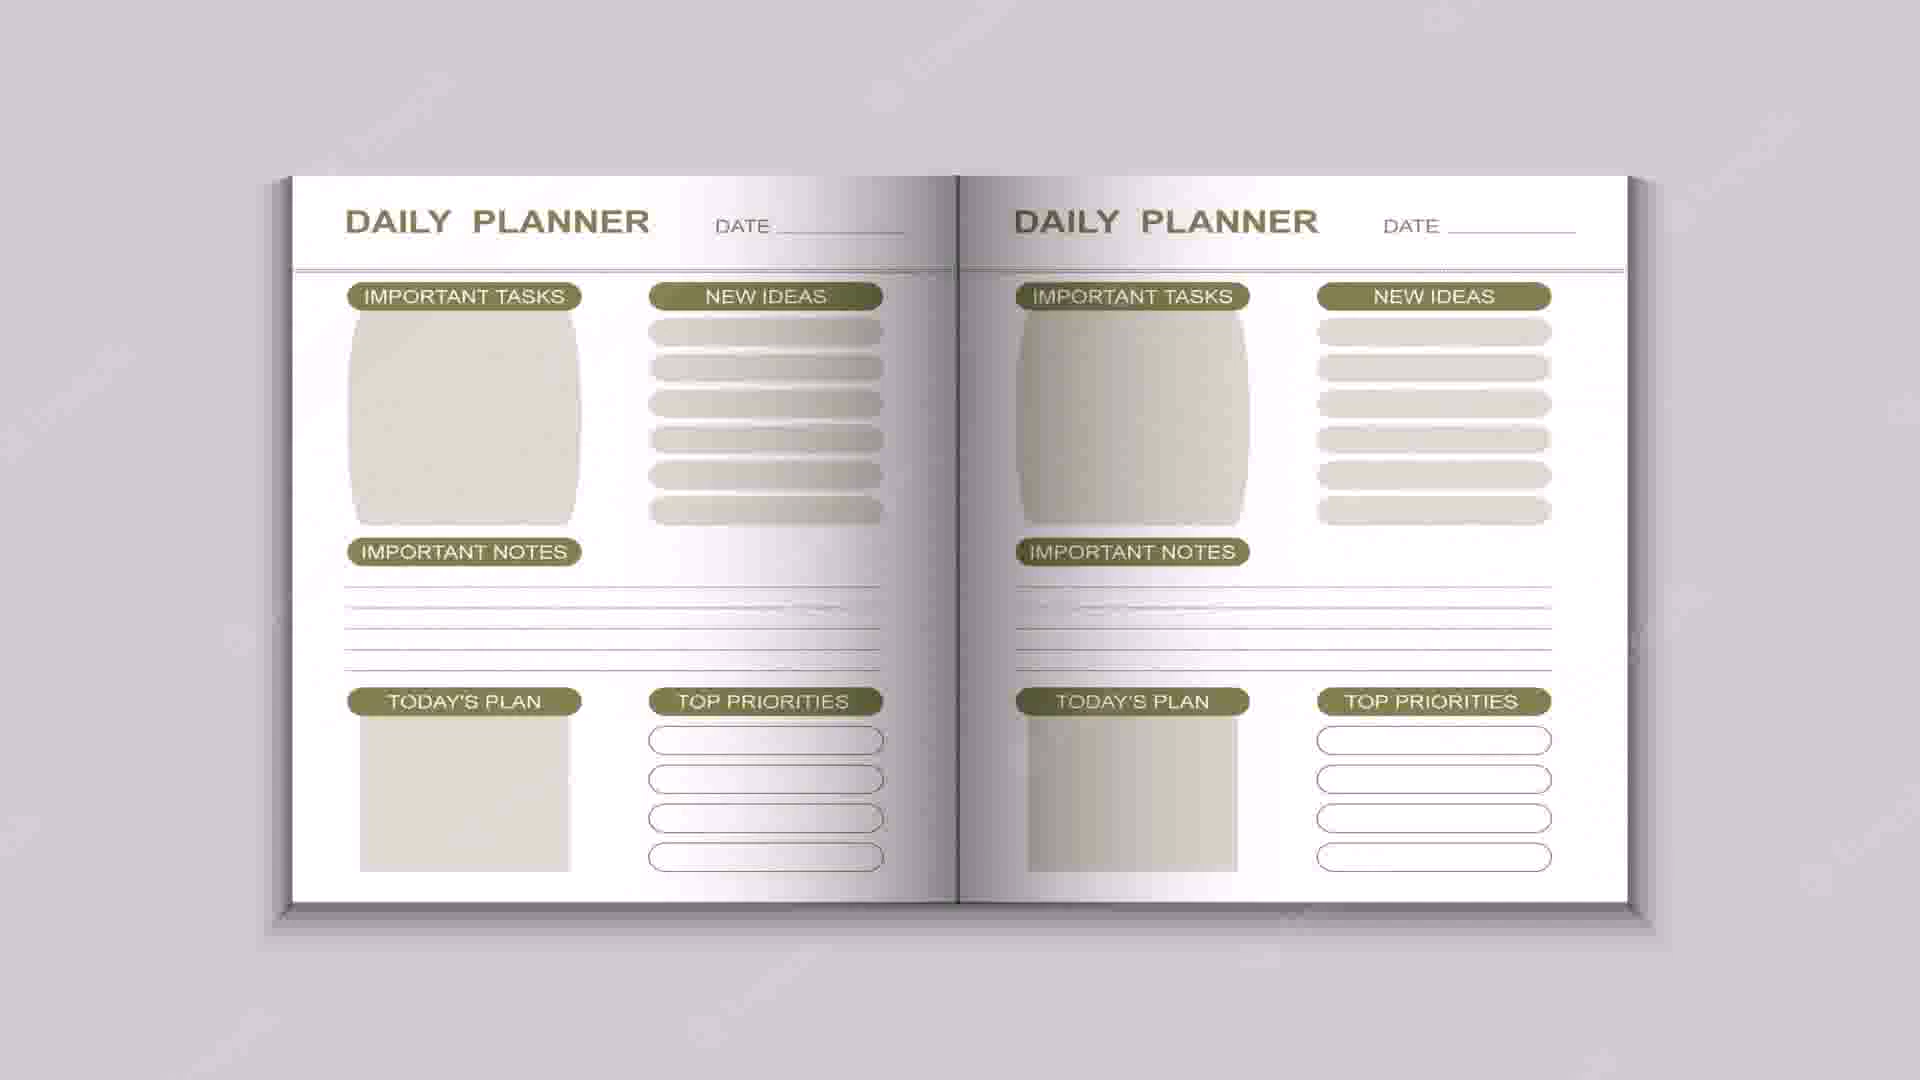 DAILY PLANNER DATE
IMPORTANT TASKS NEW IDEAS
IMPORTANT NOTES
TODAY'S PLAN TOP PRIORITIES
DAILY PLANNER DATE
IMPORTANT TASKS NEW IDEAS
IMPORTANT NOTES
TODAY'S PLAN TOP PRIORITIES